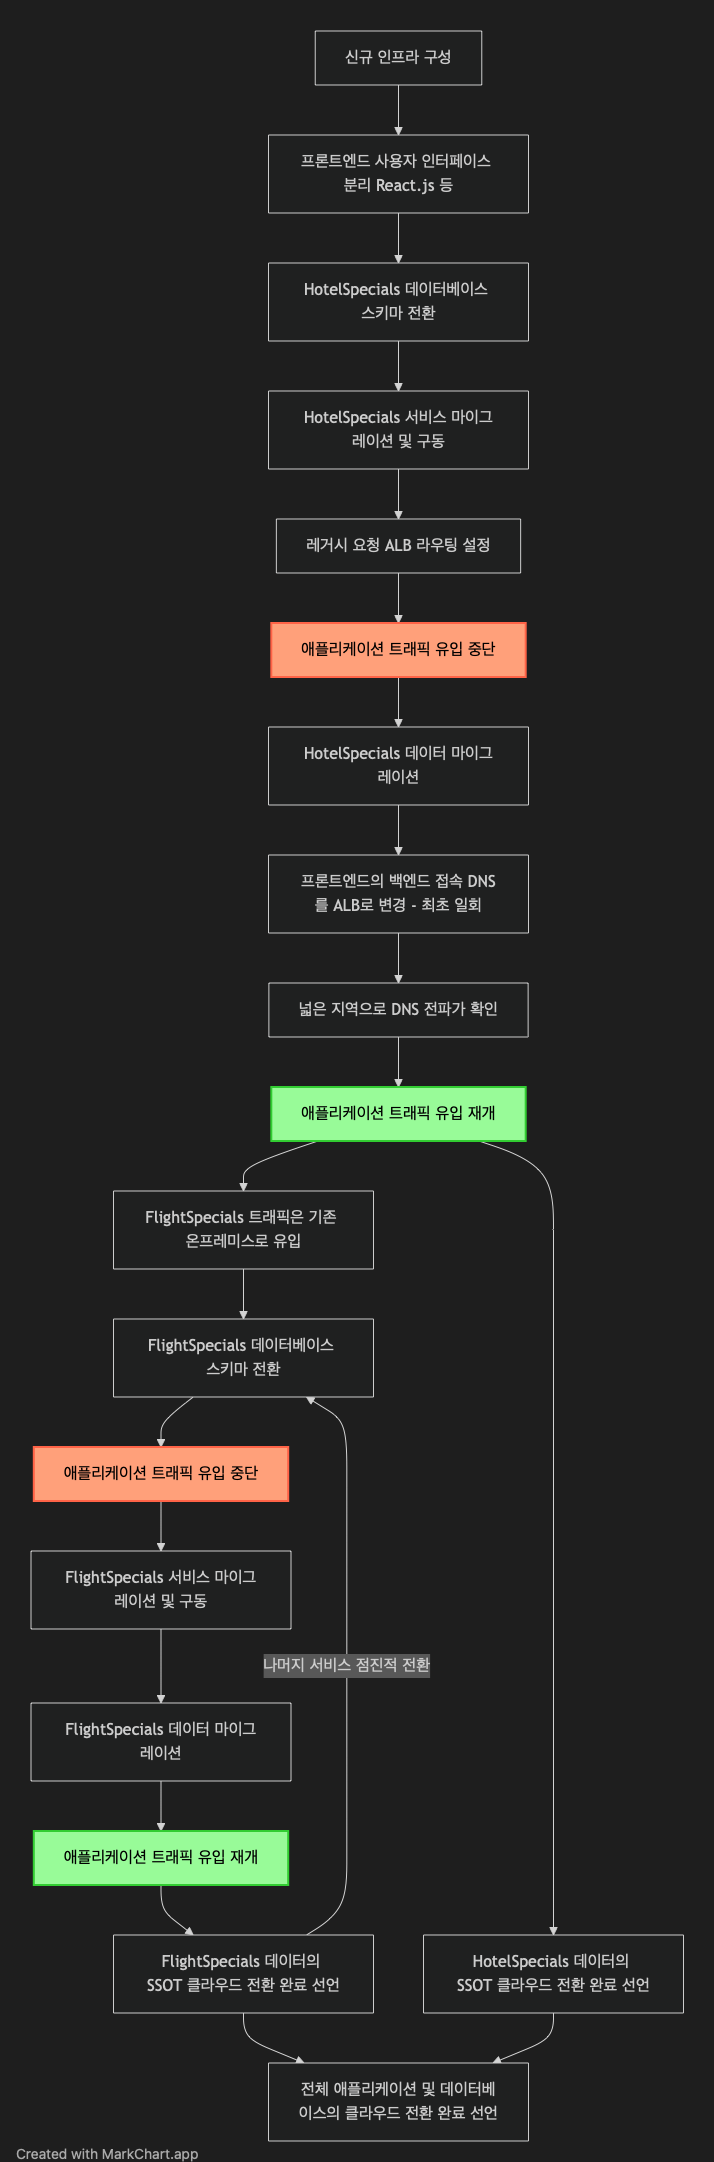 신규 인프라 구성
프론트엔드 사용자 인터페이스
분리 React.js 등
HotelSpecials 데이터베이스
스키마 전환
HotelSpecials 서비스 마이그
레이션 및 구동
레거시 요청 ALB 라우팅 설정
애플리케이션 트래픽 유입 중단
HotelSpecials 데이터 마이그
레이션
프론트엔드의 백엔드 접속 DNS
를 ALB로 변경 - 최초 일회
넓은 지역으로 DNS 전파가 확인
애플리케이션 트래픽 유입 재개
FlightSpecials 트래픽은 기존
온프레미스로 유입
FlightSpecials 데이터베이스
스키마 전환
애플리케이션 트래픽 유입 중단
FlightSpecials 서비스 마이그
레이션 및 구동
나머지 서비스 점진적 전환
FlightSpecials 데이터 마이그
레이션
애플리케이션 트래픽 유입 재개
FlightSpecials 데이터의
SSOT 클라우드 전환 완료 선언
HotelSpecials 데이터의
SSOT 클라우드 전환 완료 선언
전체 애플리케이션 및 데이터베
이스의 클라우드 전환 완료 선언
Created with MarkChart.app